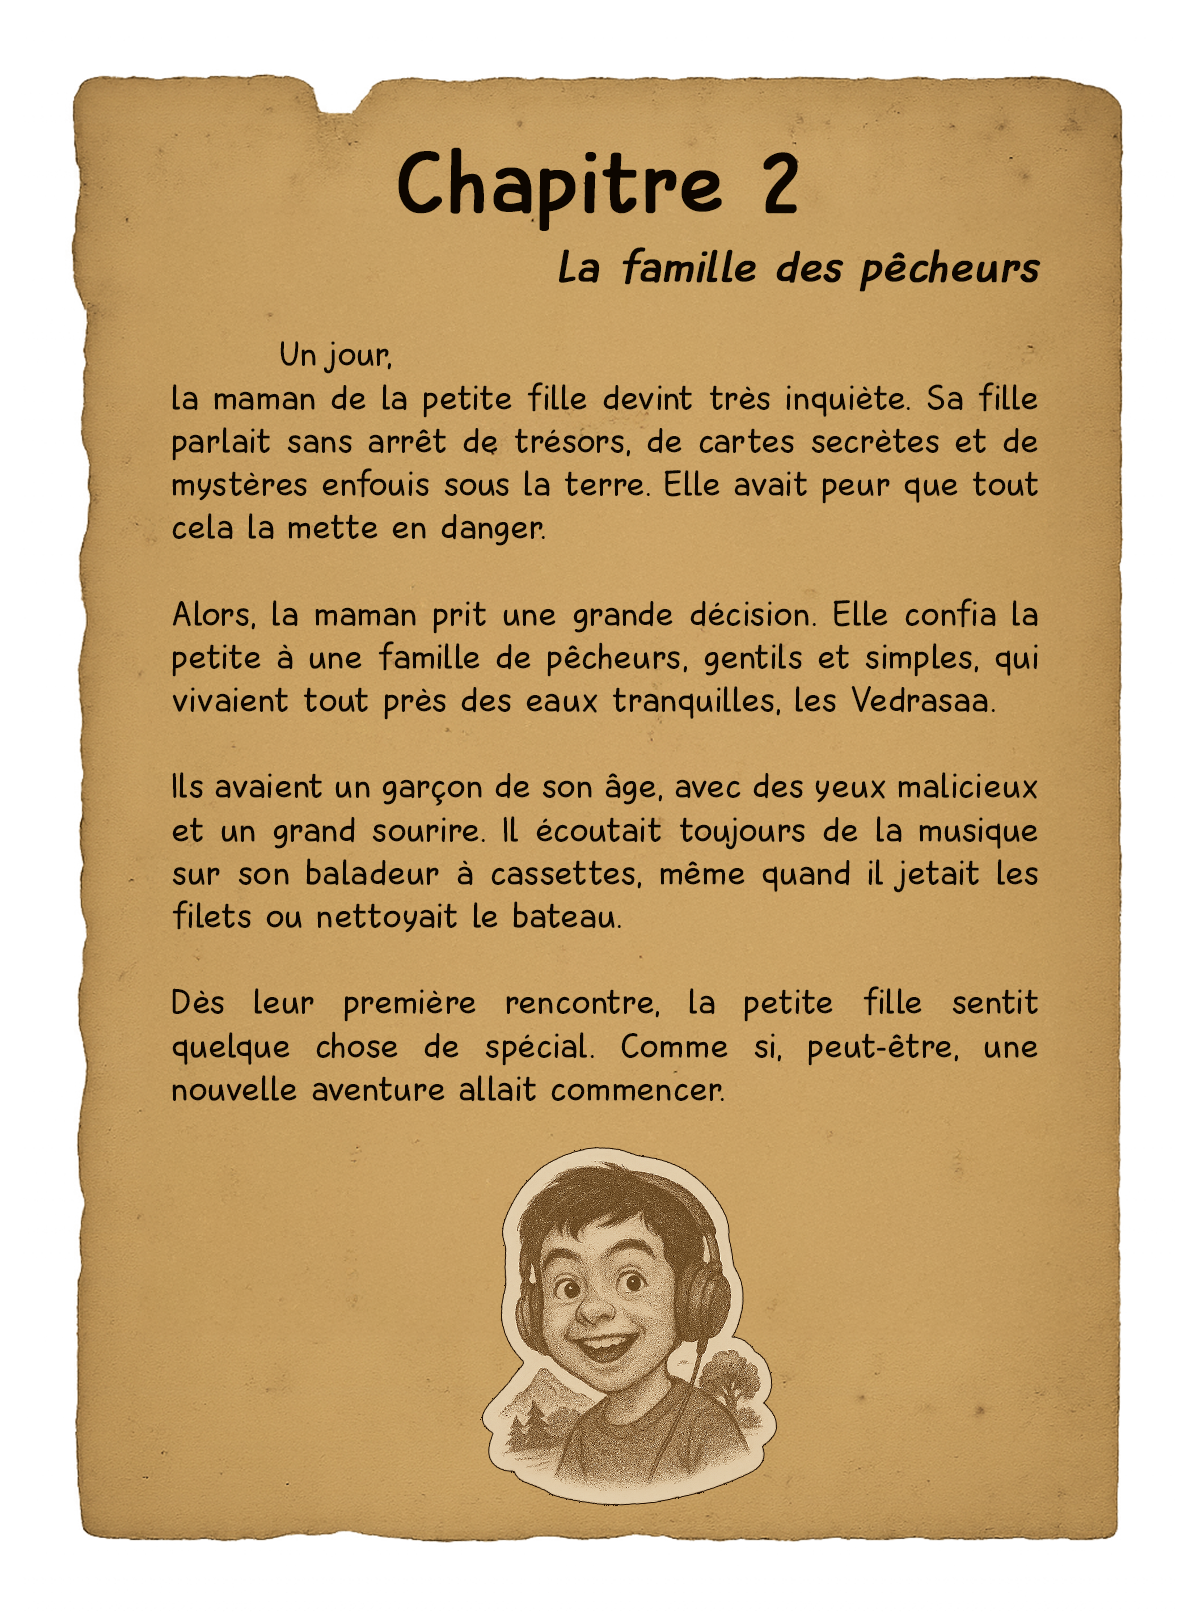 Chapitre 2
La famille des pêcheurs
Un jour,
la maman de la petite fille devint très inquiète. Sa fille
parlait sans arrêt de trésors, de cartes secrètes et de
mystères enfouis sous la terre. Elle avait peur que tout
cela la mette en danger.
Alors, la maman prit une grande décision. Elle confia la
petite à une famille de pêcheurs, gentils et simples, qui
vivaient tout près des eaux tranquilles, les Vedrasaa.
Ils avaient un garçon de son âge, avec des yeux malicieux
et un grand sourire. Il écoutait toujours de la musique
sur son baladeur à cassettes, même quand il jetait les
filets ou nettoyait le bateau.
Dès leur première rencontre, la petite fille sentit
quelque chose de spécial. Comme si, peut-être, une
nouvelle aventure allait commencer.